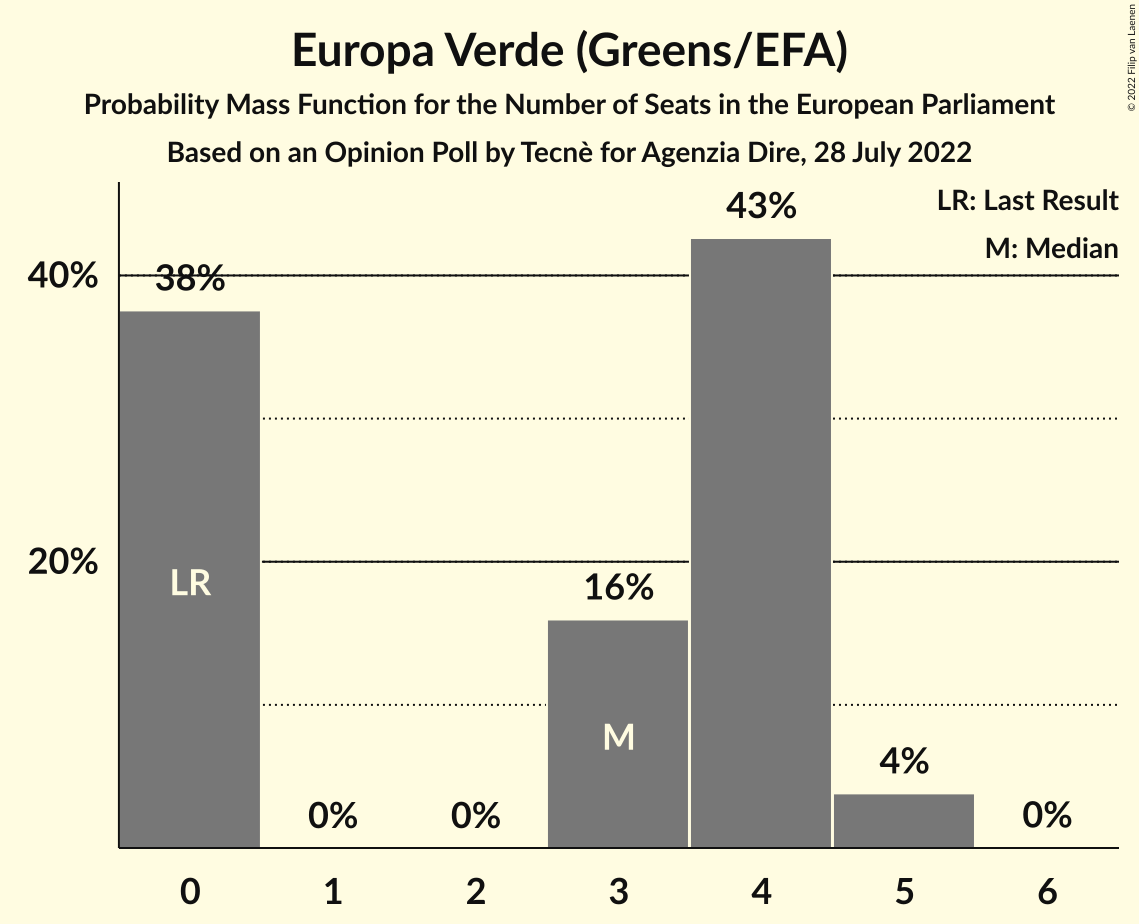 Europa Verde (Greens/EFA)
Probability Mass Function for the Number of Seats in the European Parliament
Based on an Opinion Poll by Tecnè for Agenzia Dire, 28 July 2022
© 2022 Filip van Laenen
LR: Last Result
M: Median
43%
40%
38%
20%
LR
16%
M
4%
0%
0%
0%
0 1 2 3 4 5 6